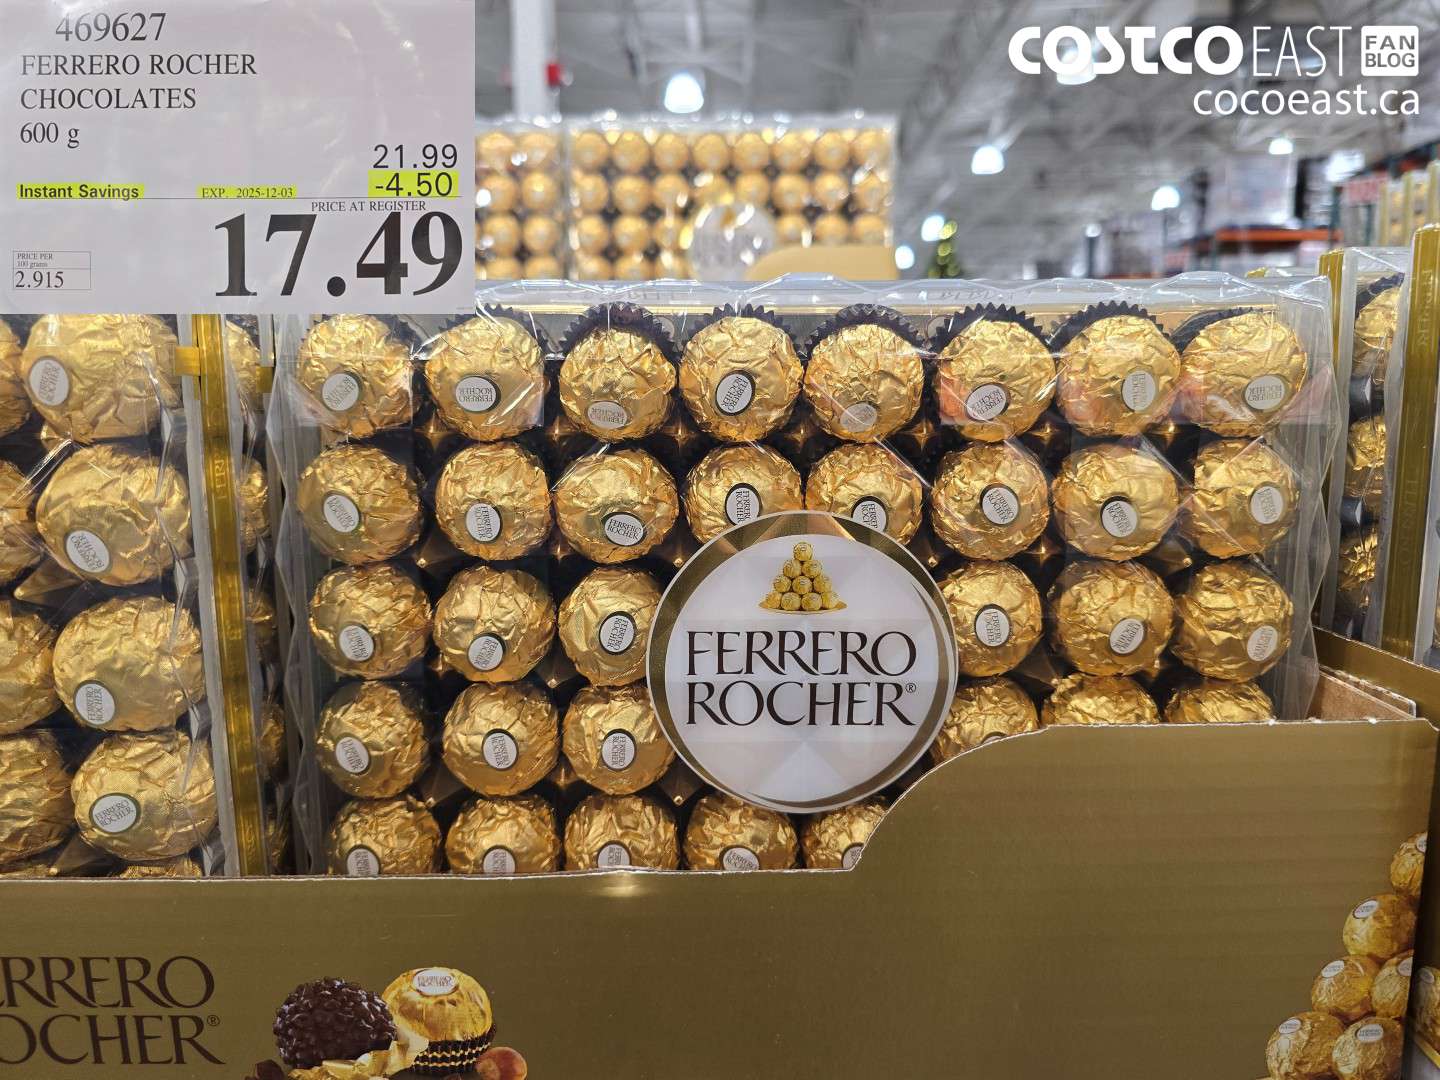 469627
FERRERO ROCHER
CHOCOLATES
600 g
21.99
Instant Savings EXP. 2025-12-03 -4.50
PRICE AT REGISTER
17.49
PRICE PER
100 grams
2.915
COSTCO EAST FAN BLOG
cocoeast.ca
FERRERO
ROCHER®
RRERO
OCHER®